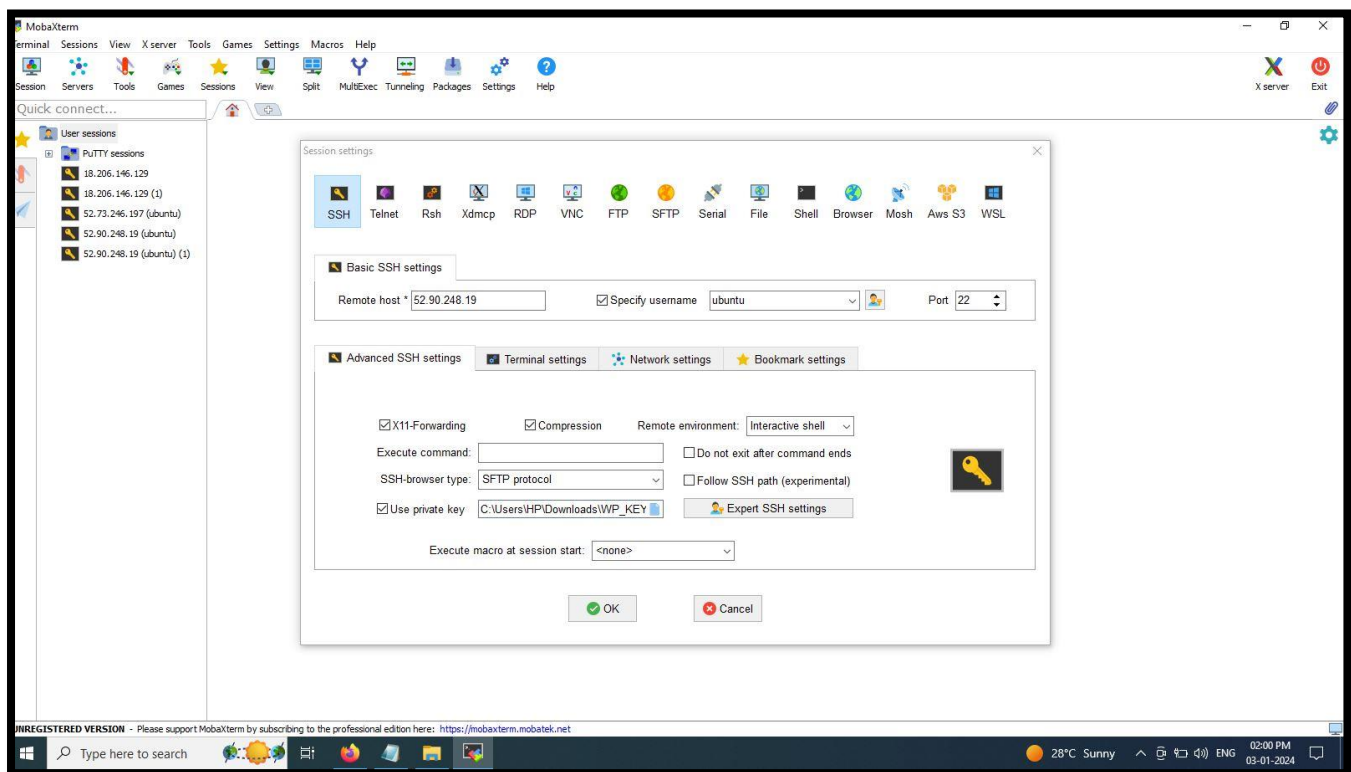 MobaXterm
Terminal Sessions View X server Tools Games Settings Macros Help
Session Servers Tools Games Sessions View Split MultiExec Tunneling Packages Settings Help X server Exit
Quick connect...
User sessions
PuTTY sessions
18.206.146.129
18.206.146.129 (1)
52.73.246.197 (ubuntu)
52.90.248.19 (ubuntu)
52.90.248.19 (ubuntu) (1)
Session settings
SSH Telnet Rsh Xdmcp RDP VNC FTP SFTP Serial File Shell Browser Mosh Aws S3 WSL
Basic SSH settings
Remote host * 52.90.248.19 Specify username ubuntu Port 22
Advanced SSH settings Terminal settings Network settings Bookmark settings
X11-Forwarding Compression Remote environment: Interactive shell
Execute command: Do not exit after command ends
SSH-browser type: SFTP protocol Follow SSH path (experimental)
Use private key C:\Users\HP\Downloads\WP_KEY Expert SSH settings
Execute macro at session start: <none>
OK Cancel
UNREGISTERED VERSION - Please support MobaXterm by subscribing to the professional edition here: https://mobaxterm.mobatek.net
Type here to search 28°C Sunny ENG 02:00 PM
03-01-2024